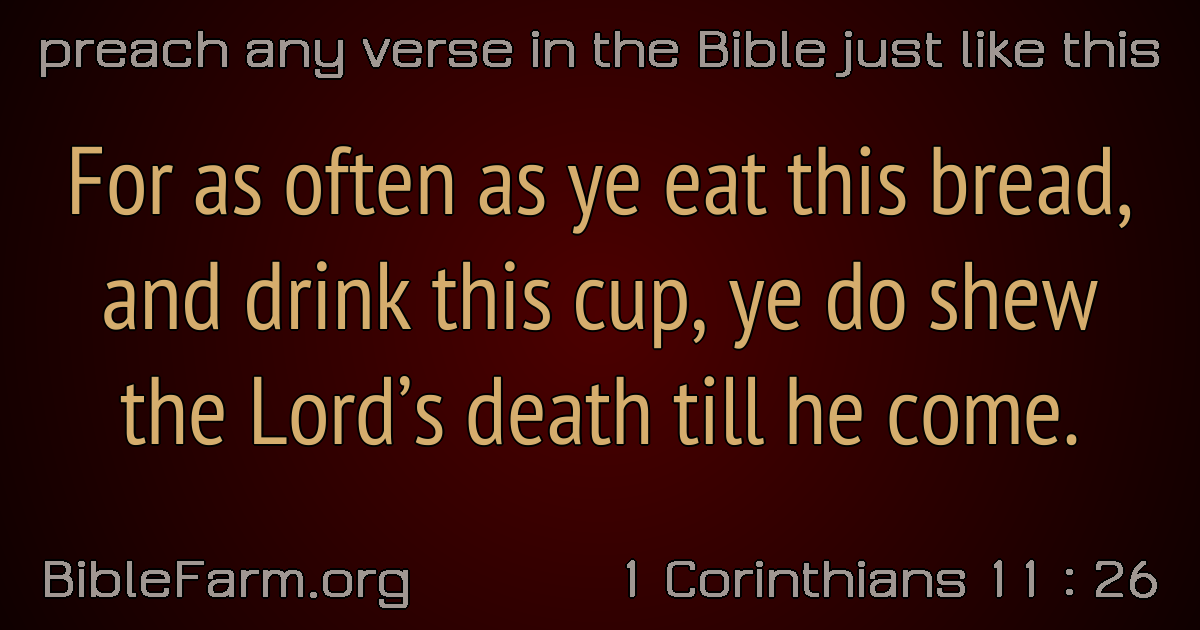 preach any verse in the Bible just like this
For as often as ye eat this bread,
and drink this cup, ye do shew
the Lord’s death till he come.
BibleFarm.org 1 Corinthians 11 : 26